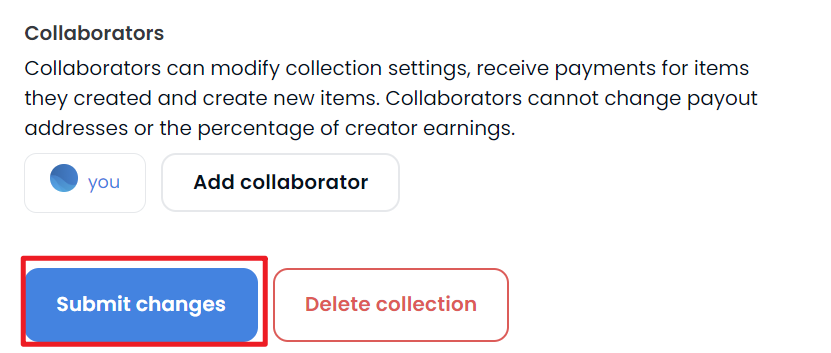 Collaborators
Collaborators can modify collection settings, receive payments for items
they created and create new items. Collaborators cannot change payout
addresses or the percentage of creator earnings.
you
Add collaborator
Submit changes
Delete collection